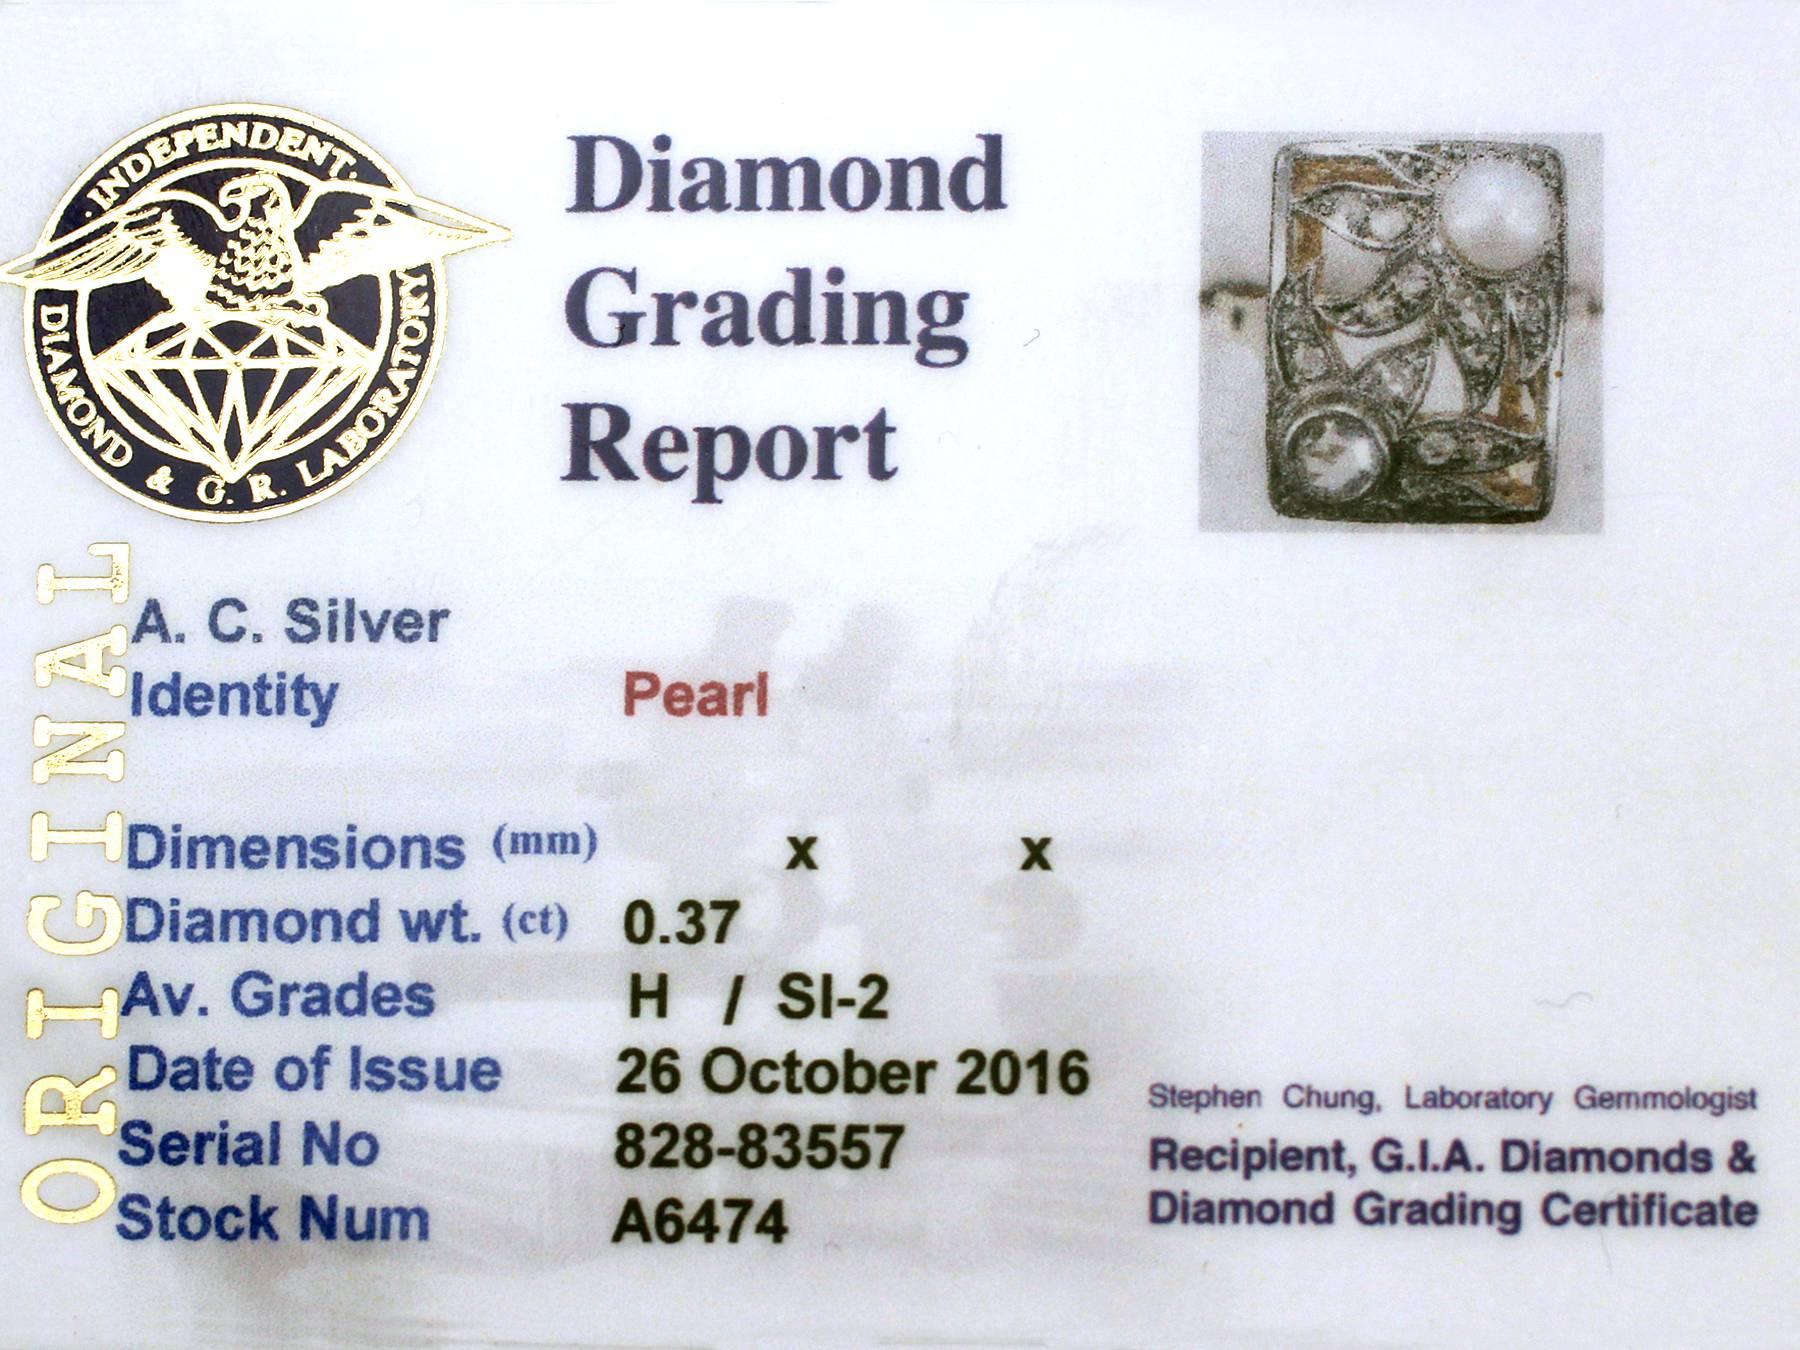 INDEPENDENT
DIAMOND & G. R. LABORATORY
Diamond
Grading
Report
ORIGINAL
A. C. Silver
Identity Pearl
Dimensions (mm) x x
Diamond wt. (ct) 0.37
Av. Grades H / SI-2
Date of Issue 26 October 2016
Serial No 828-83557
Stock Num A6474
Stephen Chung, Laboratory Gemmologist
Recipient, G.I.A. Diamonds &
Diamond Grading Certificate